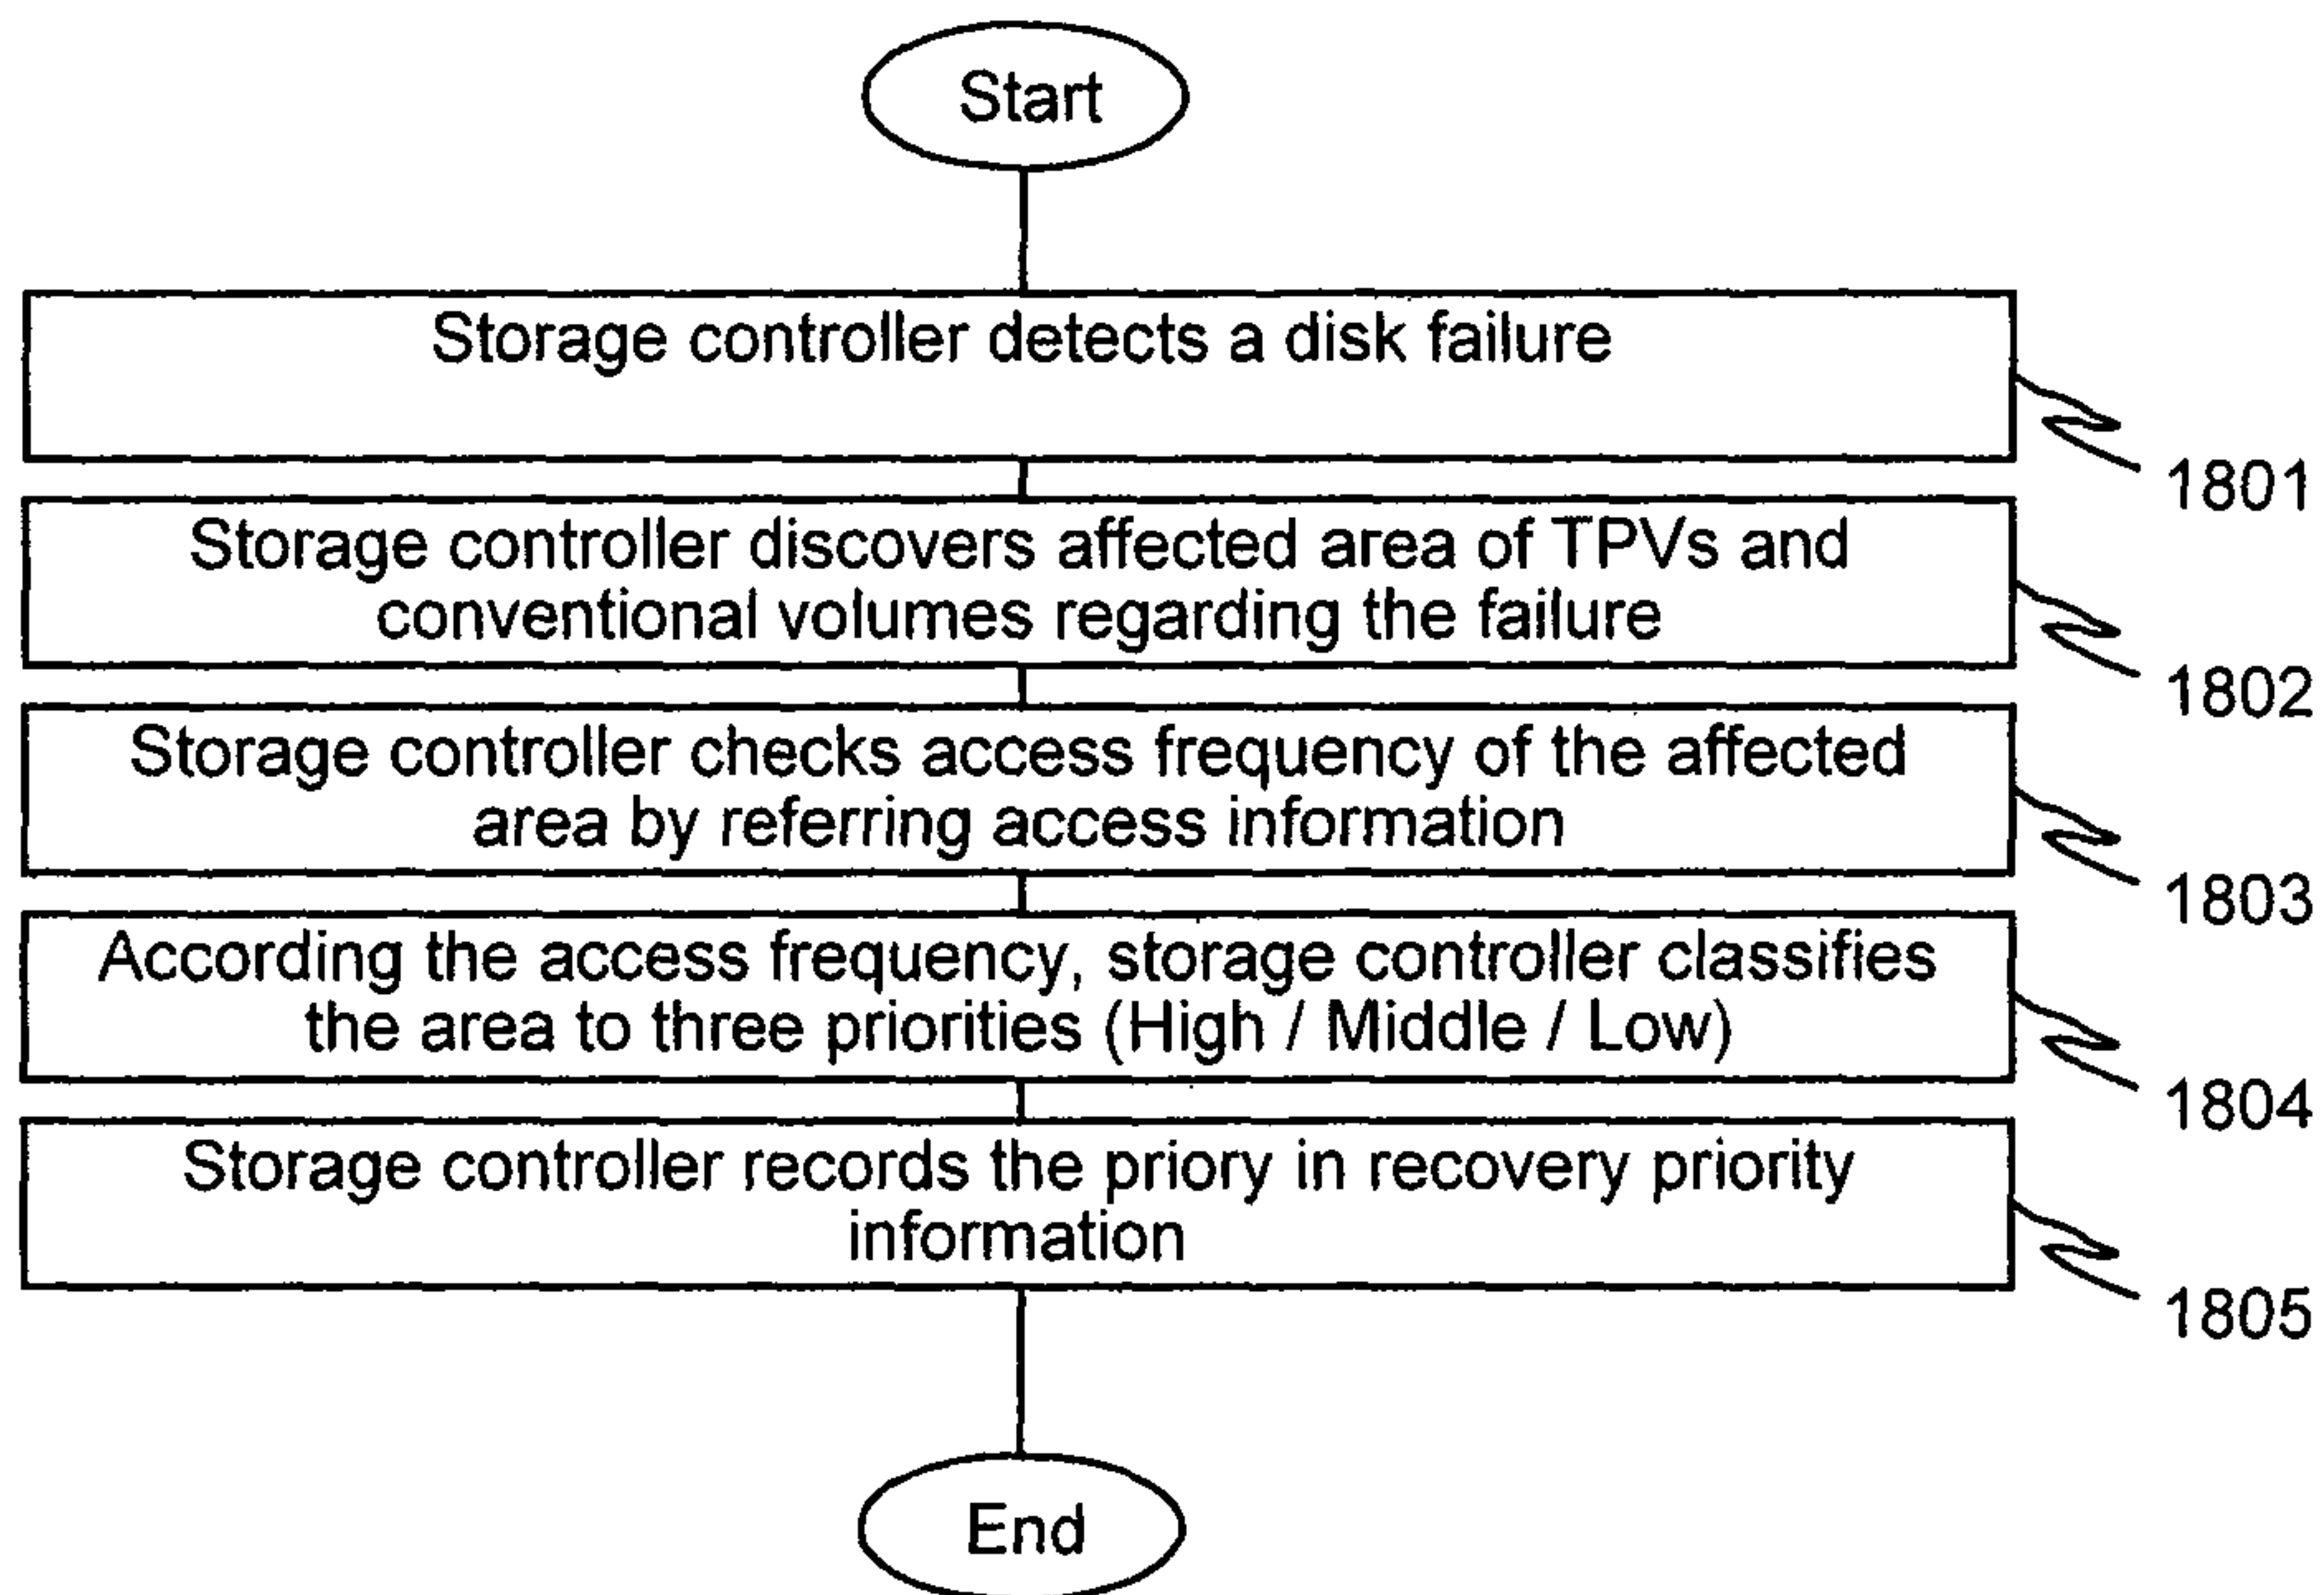 Start
Storage controller detects a disk failure
1801
Storage controller discovers affected area of TPVs and
conventional volumes regarding the failure
1802
Storage controller checks access frequency of the affected
area by referring access information
1803
According the access frequency, storage controller classifies
the area to three priorities (High / Middle / Low)
1804
Storage controller records the priory in recovery priority
information
1805
End